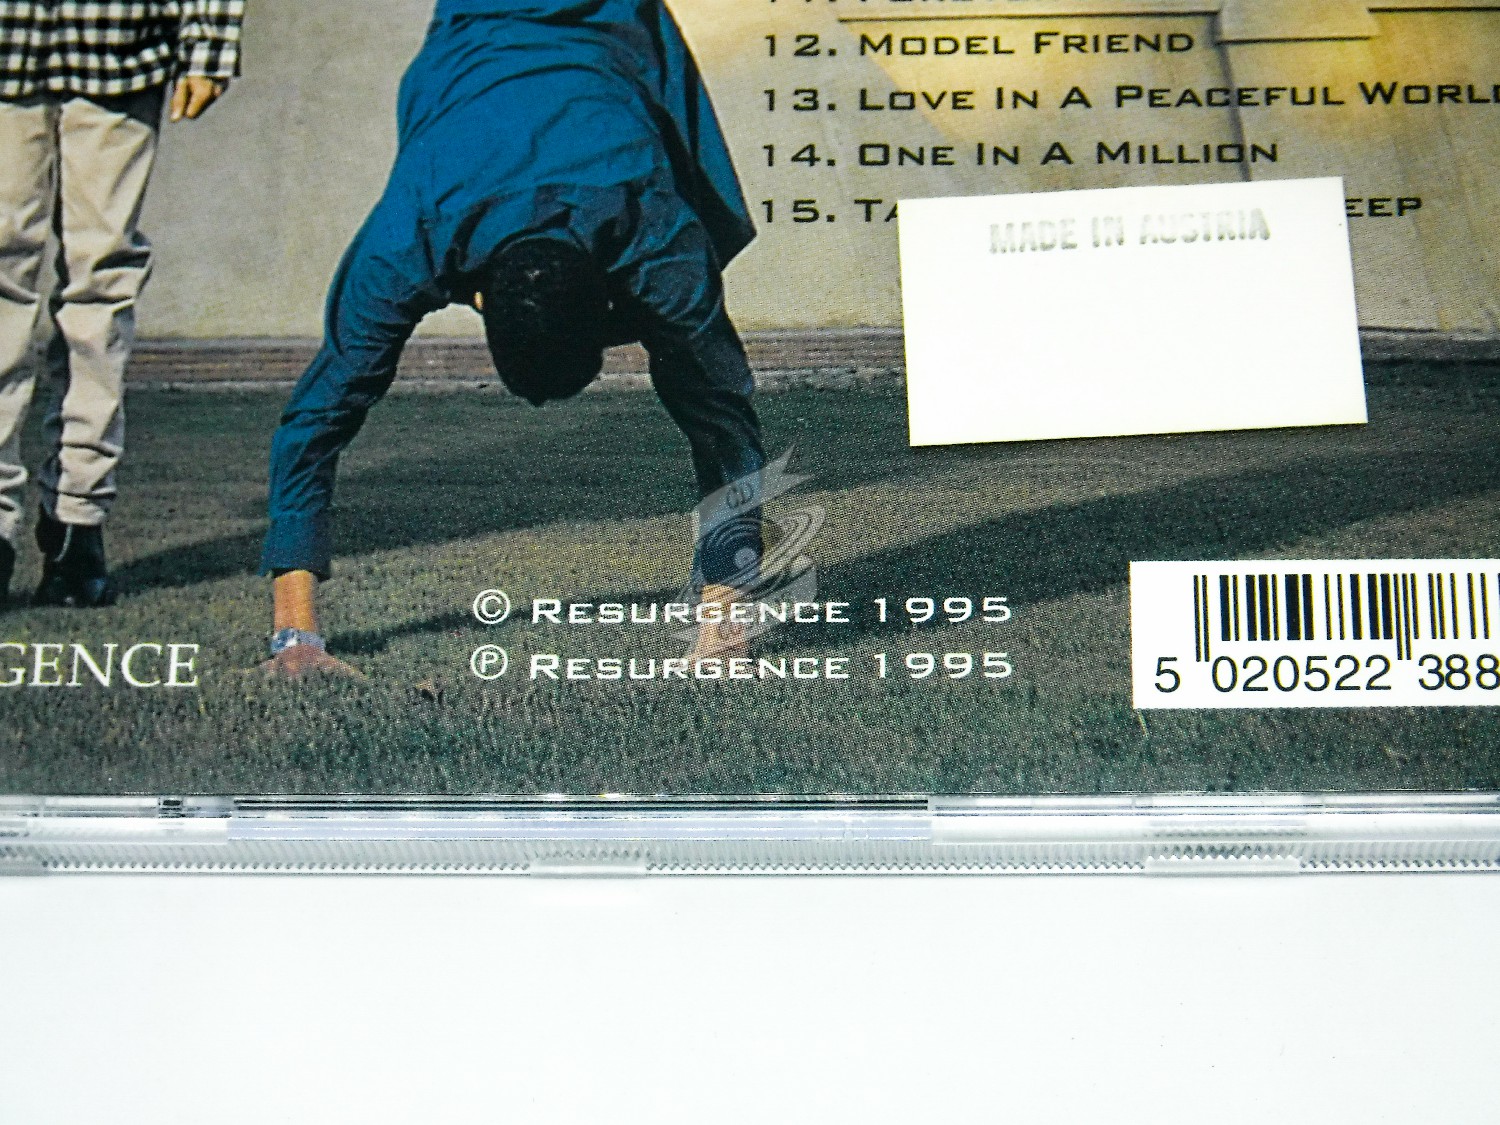 12. MODEL FRIEND
13. LOVE IN A PEACEFUL WORLD
14. ONE IN A MILLION
15. TA EEP
MADE IN AUSTRIA
CD
© RESURGENCE 1995
GENCE
℗ RESURGENCE 1995
5 020522 388